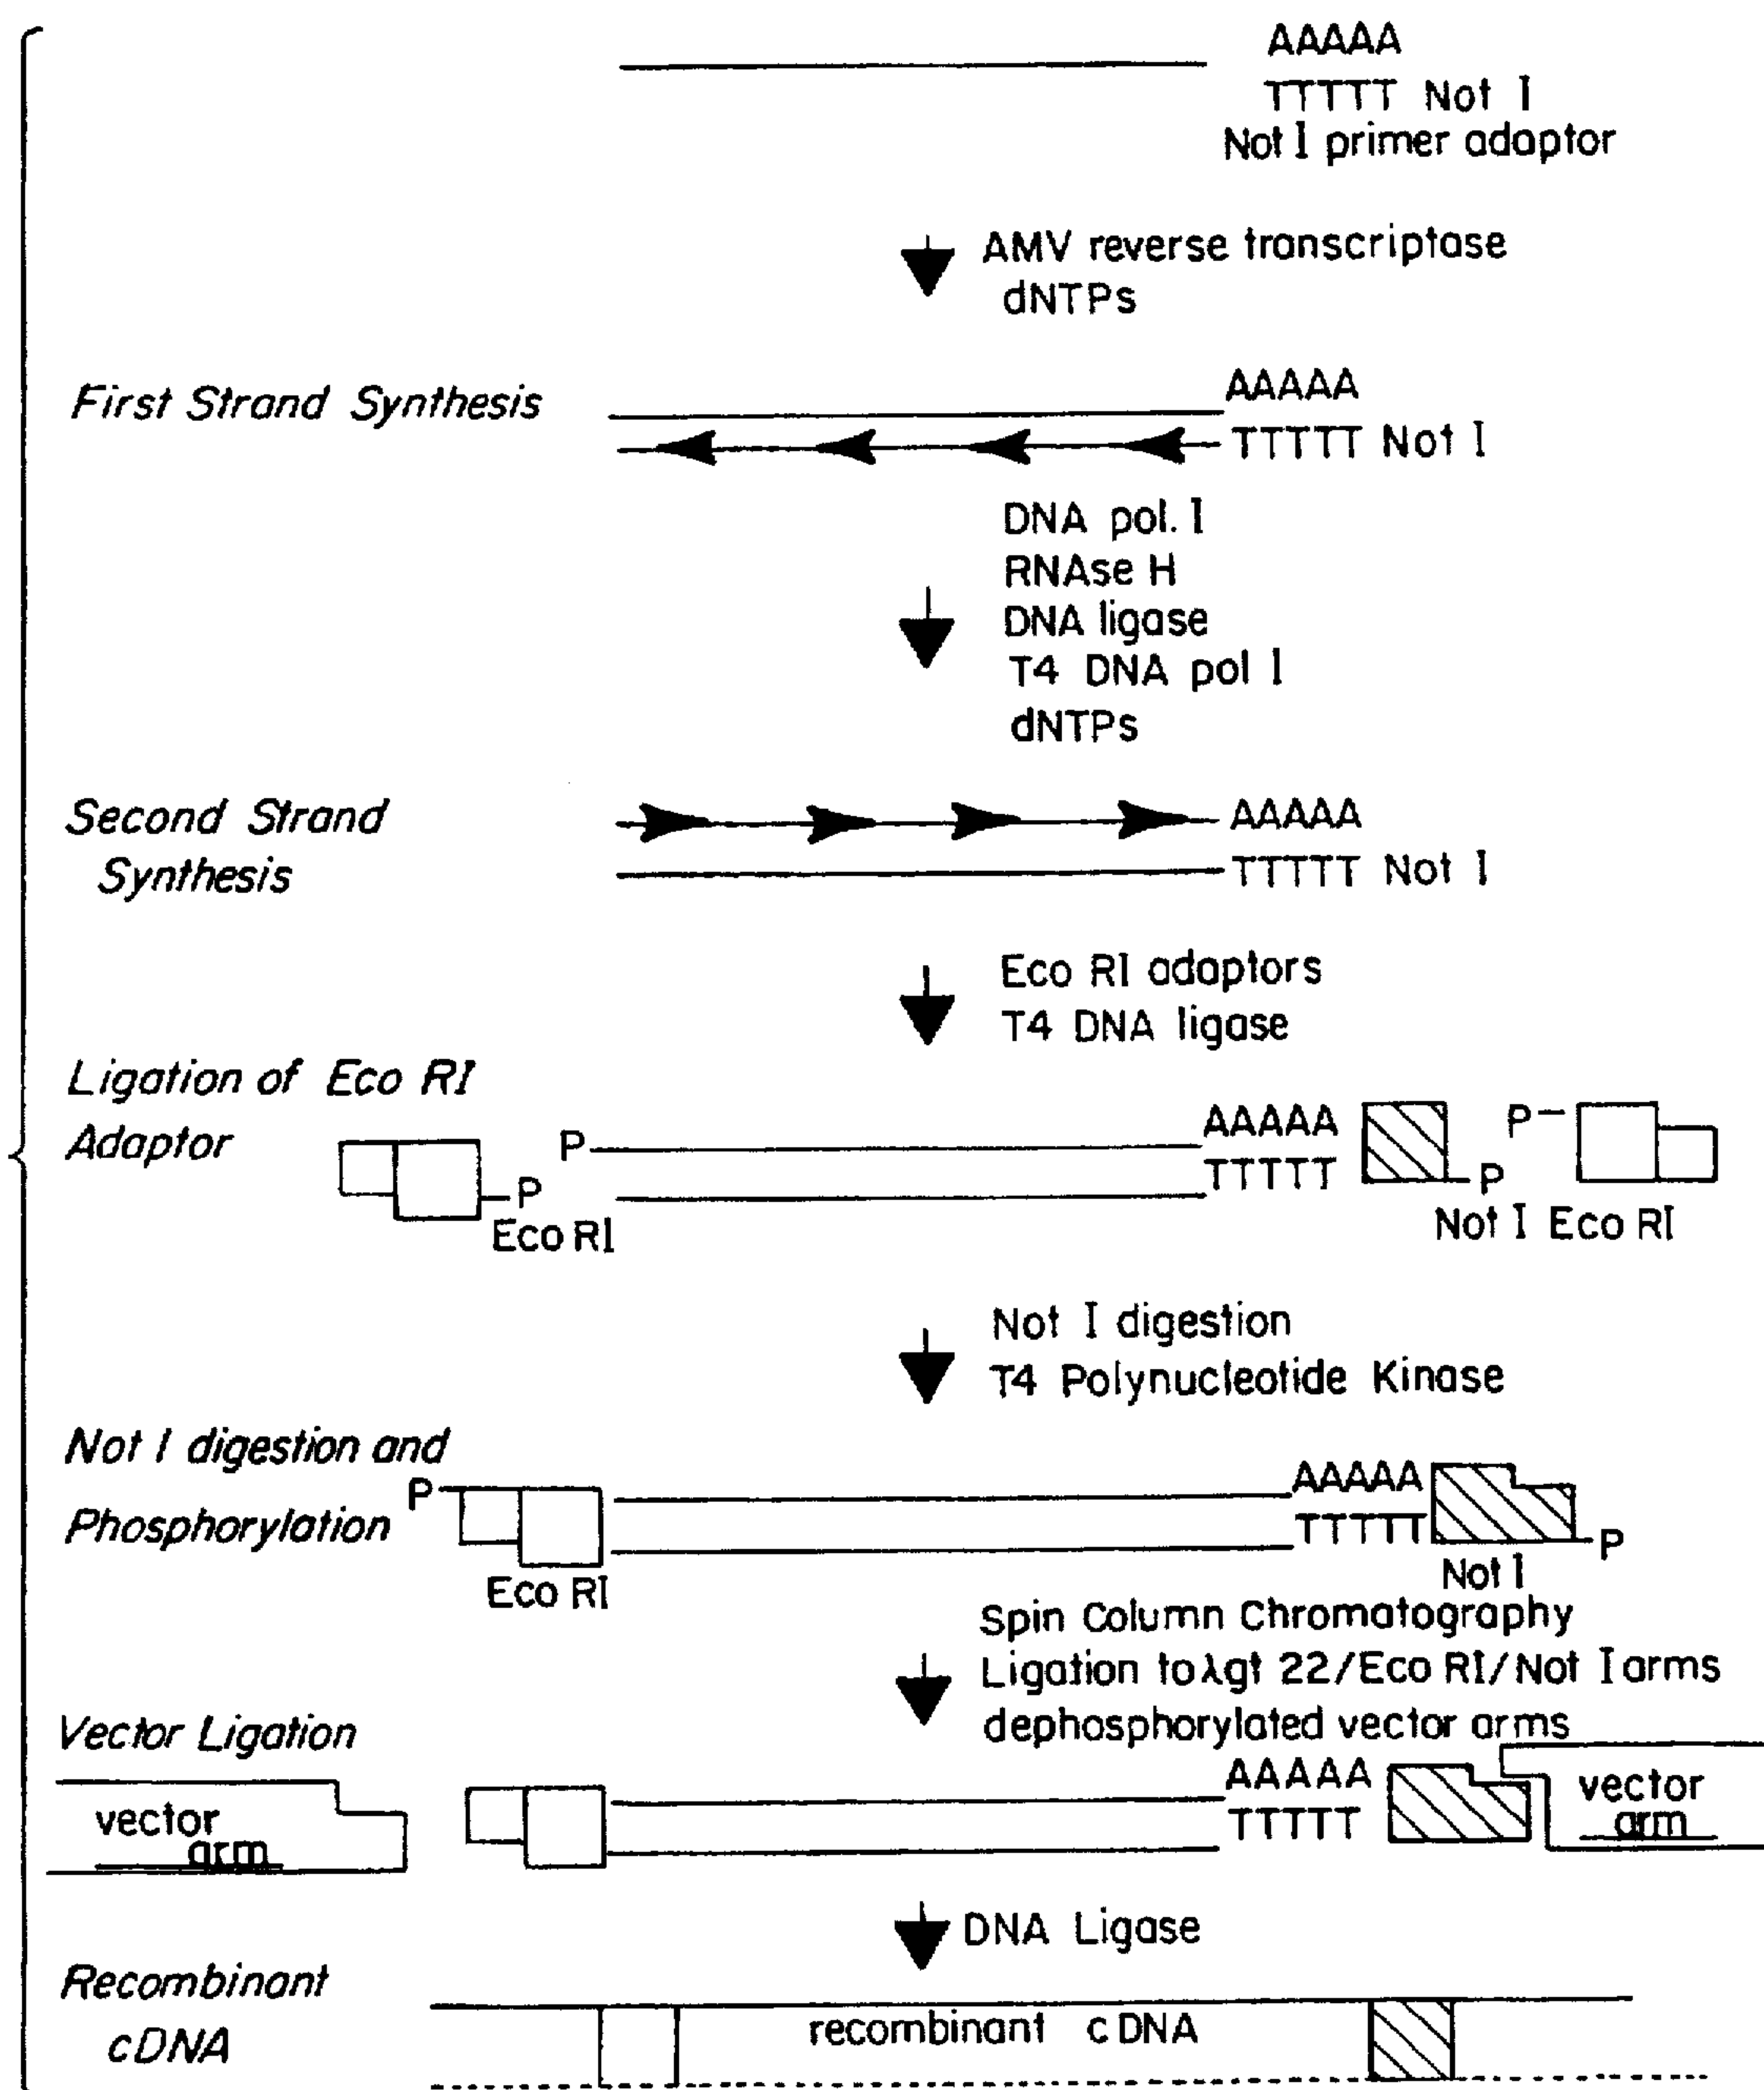 AAAAA
TTTTT Not I
Not I primer adaptor
AMV reverse transcriptase
dNTPs
First Strand Synthesis
AAAAA
TTTTT Not I
DNA pol. I
RNAse H
DNA ligase
T4 DNA pol I
dNTPs
Second Strand
Synthesis
AAAAA
TTTTT Not I
Eco RI adaptors
T4 DNA ligase
Ligation of Eco RI
Adaptor
P
Eco RI
P
AAAAA
TTTTT
P
P
Not I Eco RI
Not I digestion
T4 Polynucleotide Kinase
Not I digestion and
Phosphorylation
P
Eco RI
AAAAA
TTTTT
P
Not I
Spin Column Chromatography
Ligation to λgt 22/Eco RI/Not I arms
dephosphorylated vector arms
Vector Ligation
vector
arm
AAAAA
TTTTT
vector
arm
DNA Ligase
Recombinant
cDNA
recombinant cDNA